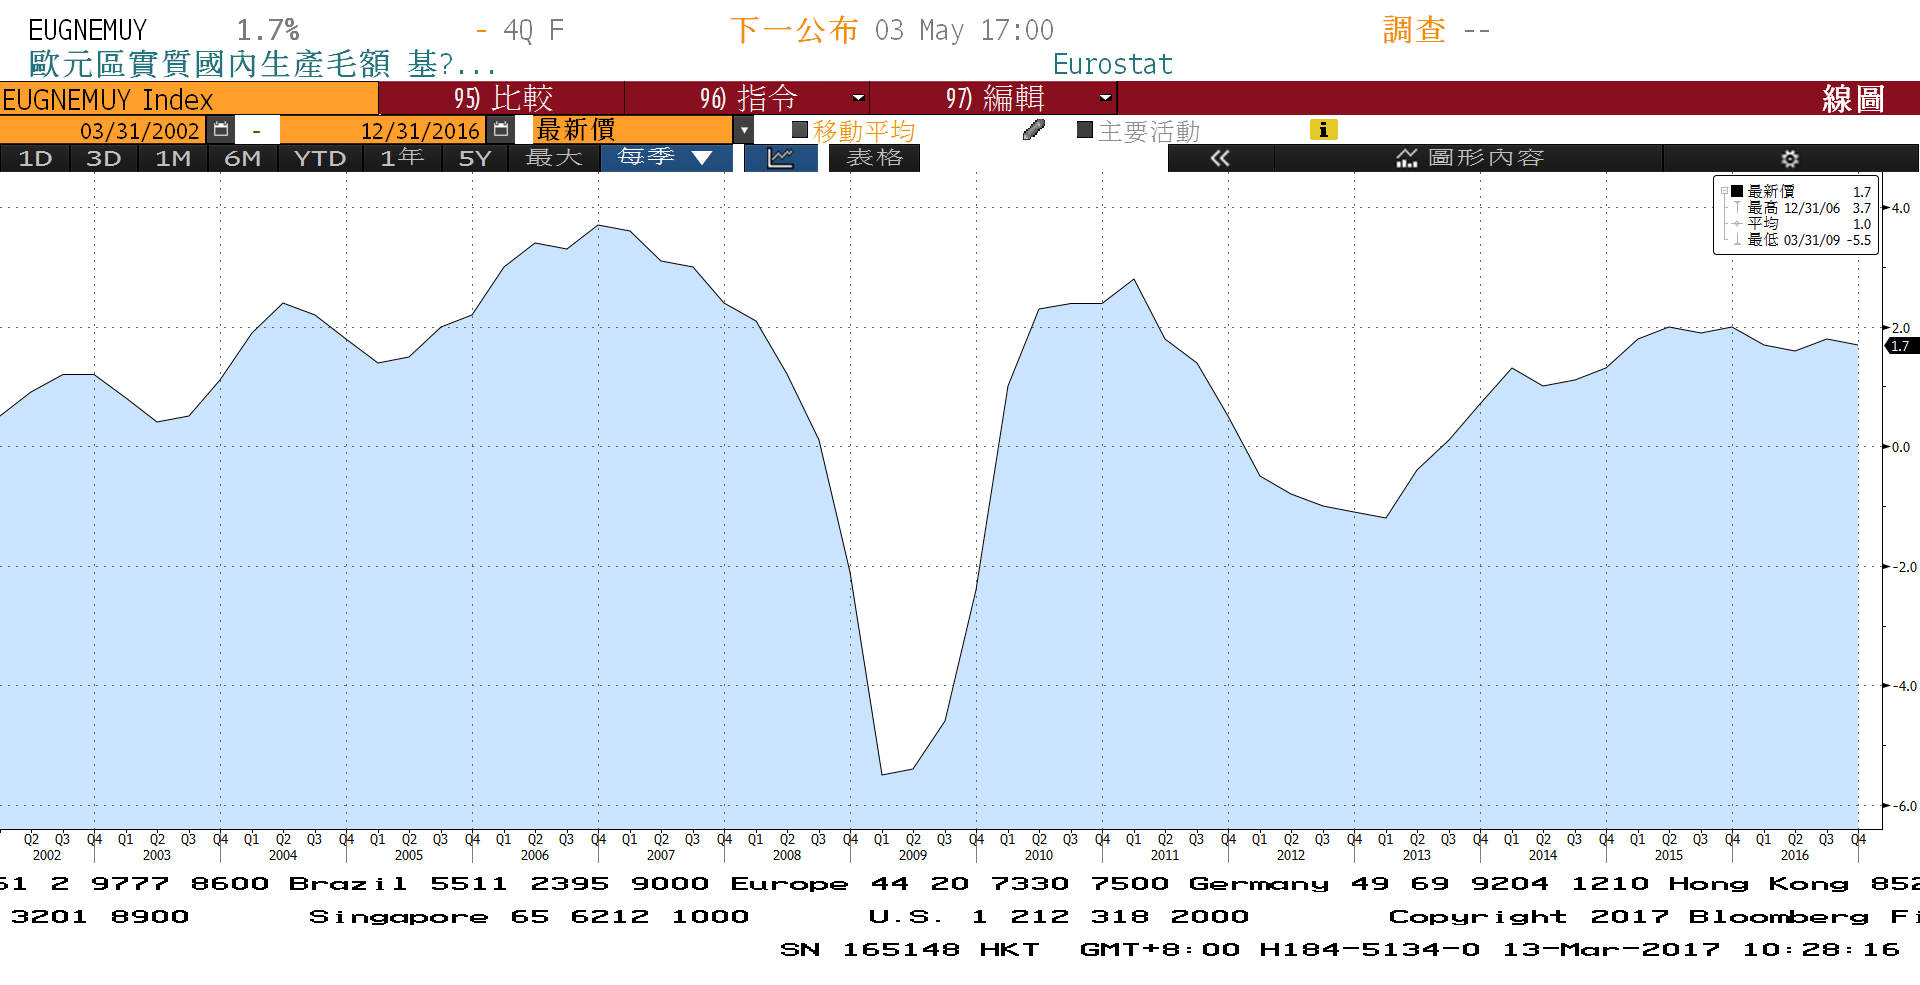 EUGNEMUY 1.7% - 4Q F 下一公布 03 May 17:00 調查 --
歐元區實質國內生產毛額 基?... Eurostat
EUGNEMUY Index 95) 比較 96) 指令 97) 編輯 線圖
03/31/2002 - 12/31/2016 最新價 移動平均 主要活動
1D 3D 1M 6M YTD 1年 5Y 最大 每季 ▼ 表格 « 圖形內容
最新價 1.7
最高 12/31/06 3.7
平均 1.0
最低 03/31/09 -5.5
4.0
2.0
1.7
0.0
-2.0
-4.0
-6.0
Q2 Q3 Q4 Q1 Q2 Q3 Q4 Q1 Q2 Q3 Q4 Q1 Q2 Q3 Q4 Q1 Q2 Q3 Q4 Q1 Q2 Q3 Q4 Q1 Q2 Q3 Q4 Q1 Q2 Q3 Q4 Q1 Q2 Q3 Q4 Q1 Q2 Q3 Q4 Q1 Q2 Q3 Q4 Q1 Q2 Q3 Q4 Q1 Q2 Q3 Q4 Q1 Q2 Q3 Q4 Q1 Q2 Q3 Q4
2002 2003 2004 2005 2006 2007 2008 2009 2010 2011 2012 2013 2014 2015 2016
61 2 9777 8600 Brazil 5511 2395 9000 Europe 44 20 7330 7500 Germany 49 69 9204 1210 Hong Kong 852
3201 8900 Singapore 65 6212 1000 U.S. 1 212 318 2000 Copyright 2017 Bloomberg Fi
SN 165148 HKT GMT+8:00 H184-5134-0 13-Mar-2017 10:28:16